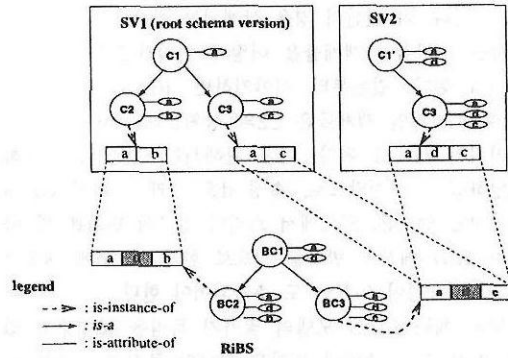 SV1 (root schema version)
SV2
C1
a
C2
a
b
C3
a
c
a b
a c
C1'
a
d
C3
a
d
c
a d c
a d b
BC1
a
d
BC2
a
d
b
BC3
a
d
c
a d c
RiBS
legend
: is-instance-of
: is-a
: is-attribute-of